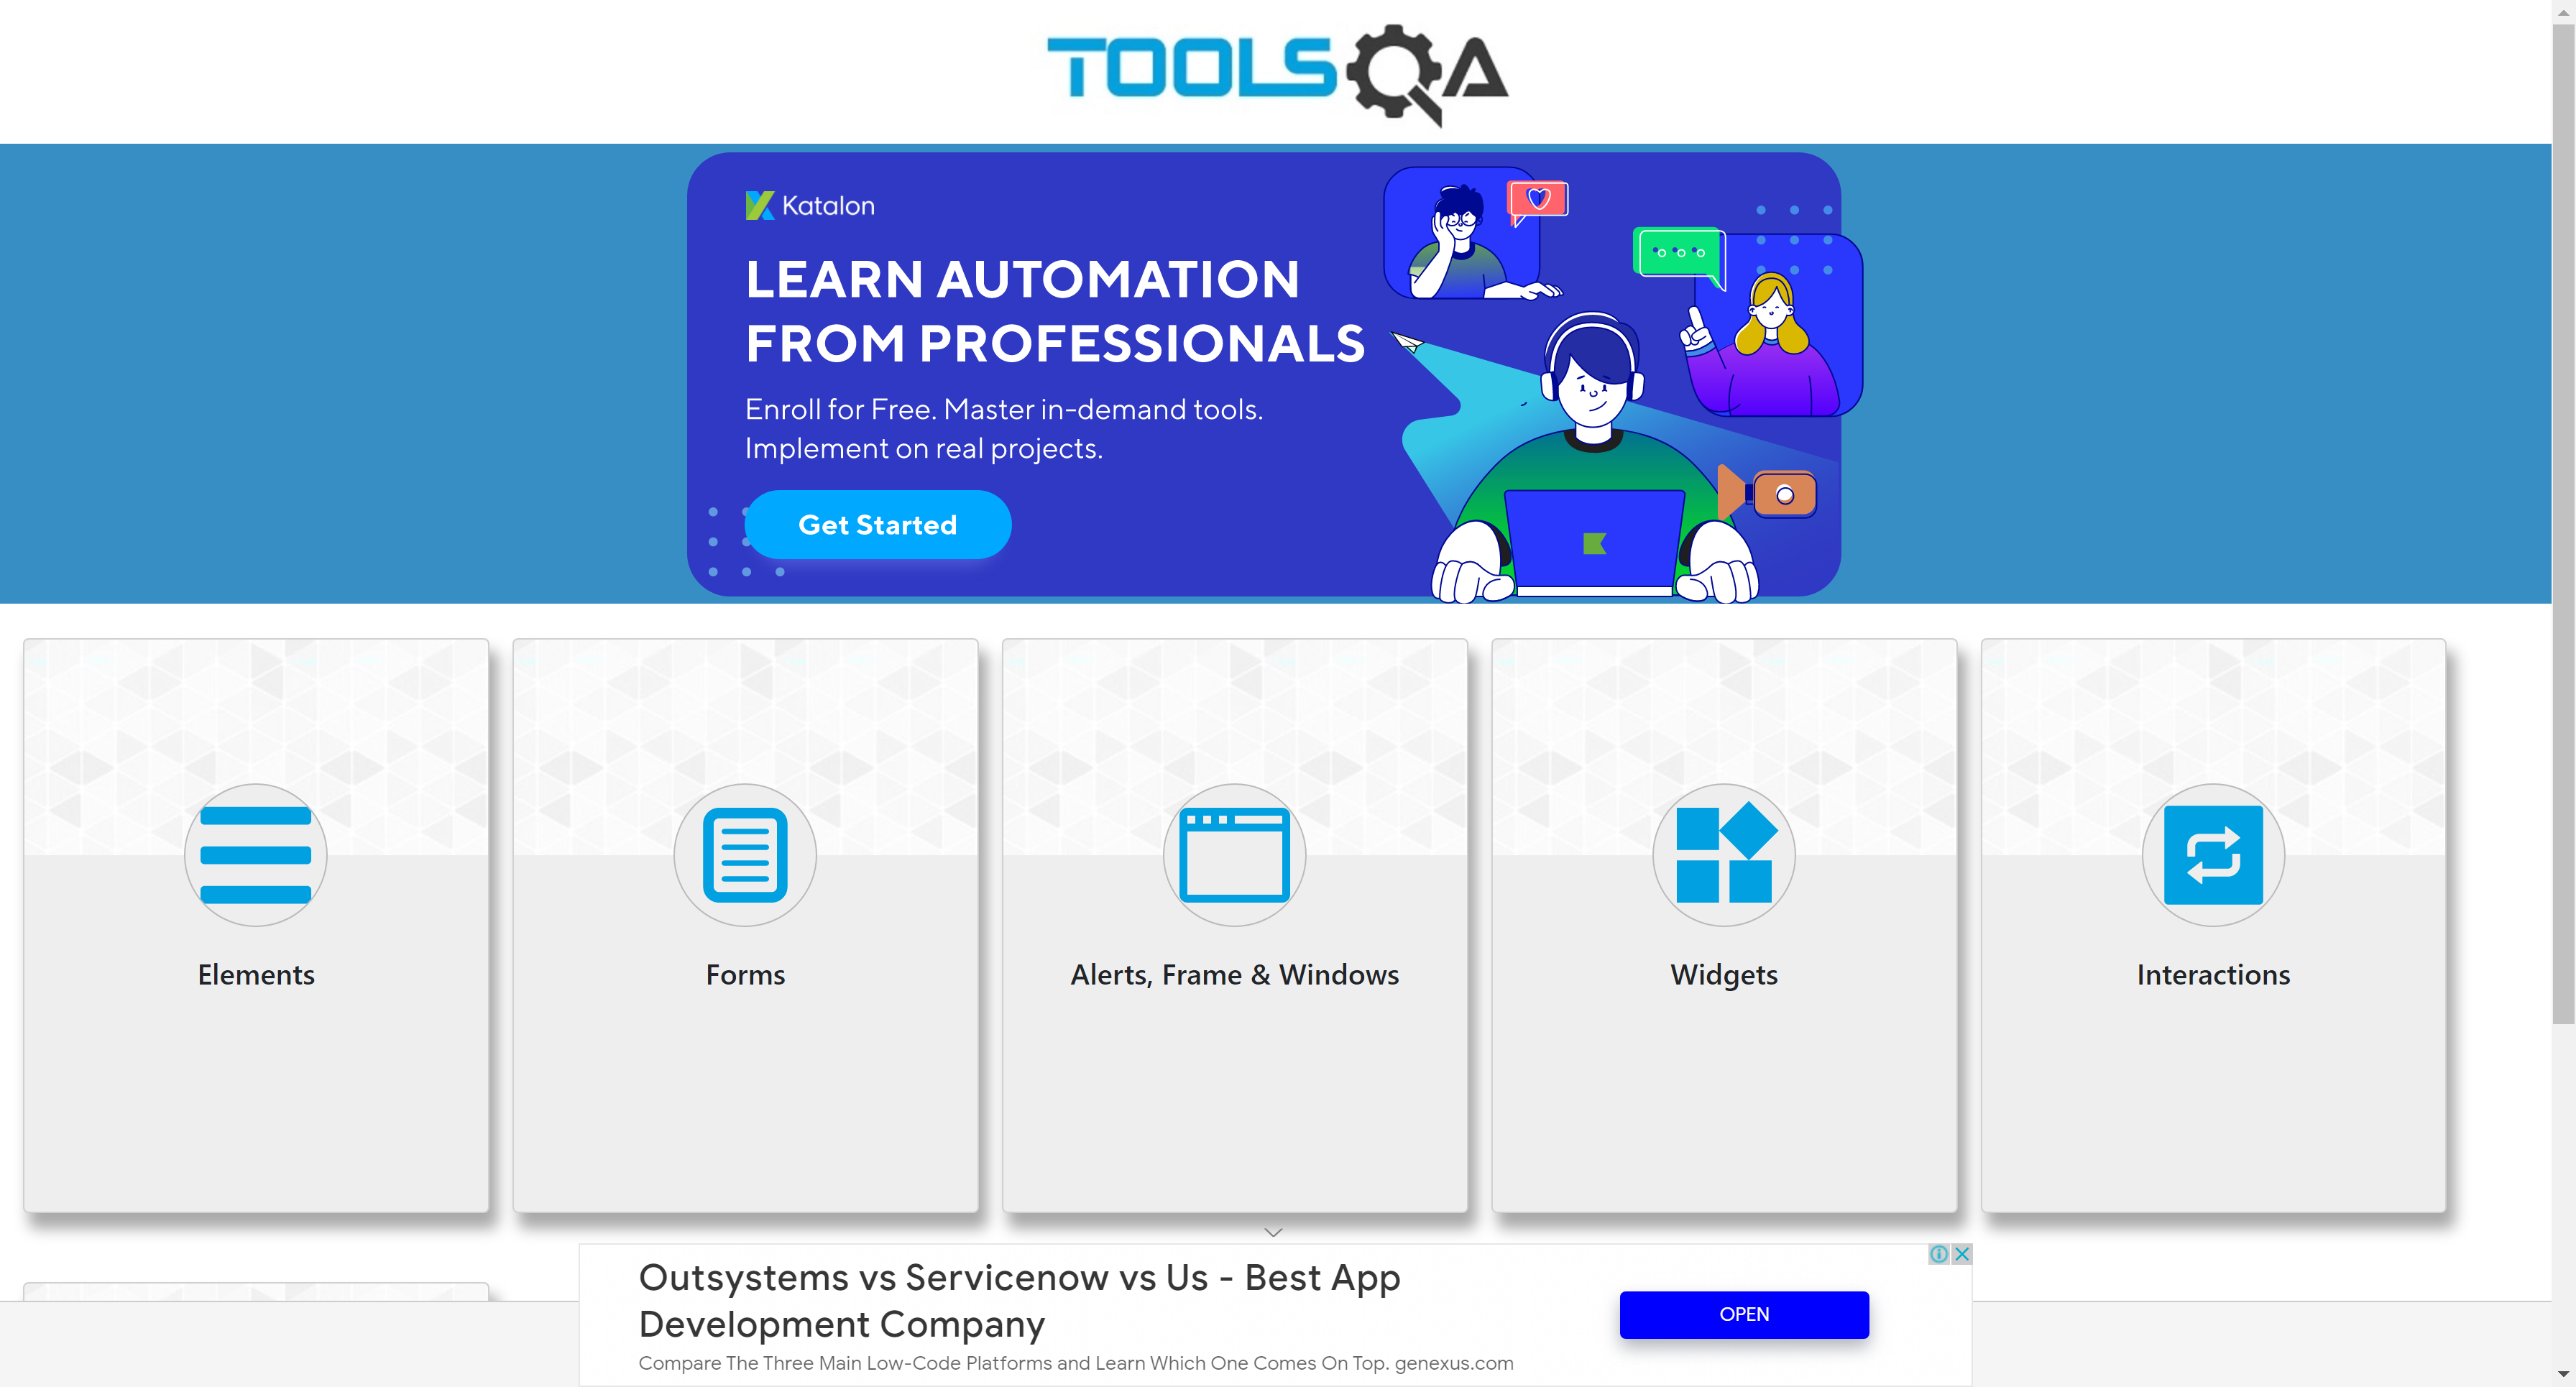 TOOLSQA
Katalon
LEARN AUTOMATION
FROM PROFESSIONALS
Enroll for Free. Master in-demand tools.
Implement on real projects.
Get Started
Elements
Forms
Alerts, Frame & Windows
Widgets
Interactions
Outsystems vs Servicenow vs Us - Best App
Development Company
Compare The Three Main Low-Code Platforms and Learn Which One Comes On Top. genexus.com
OPEN